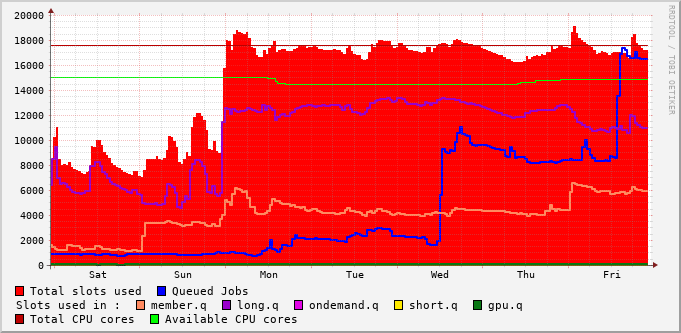 20000
18000
16000
14000
12000
10000
8000
6000
4000
2000
0
Sat Sun Mon Tue Wed Thu Fri
RRDTOOL / TOBI OETIKER
Total slots used Queued Jobs
Slots used in : member.q long.q ondemand.q short.q gpu.q
Total CPU cores Available CPU cores